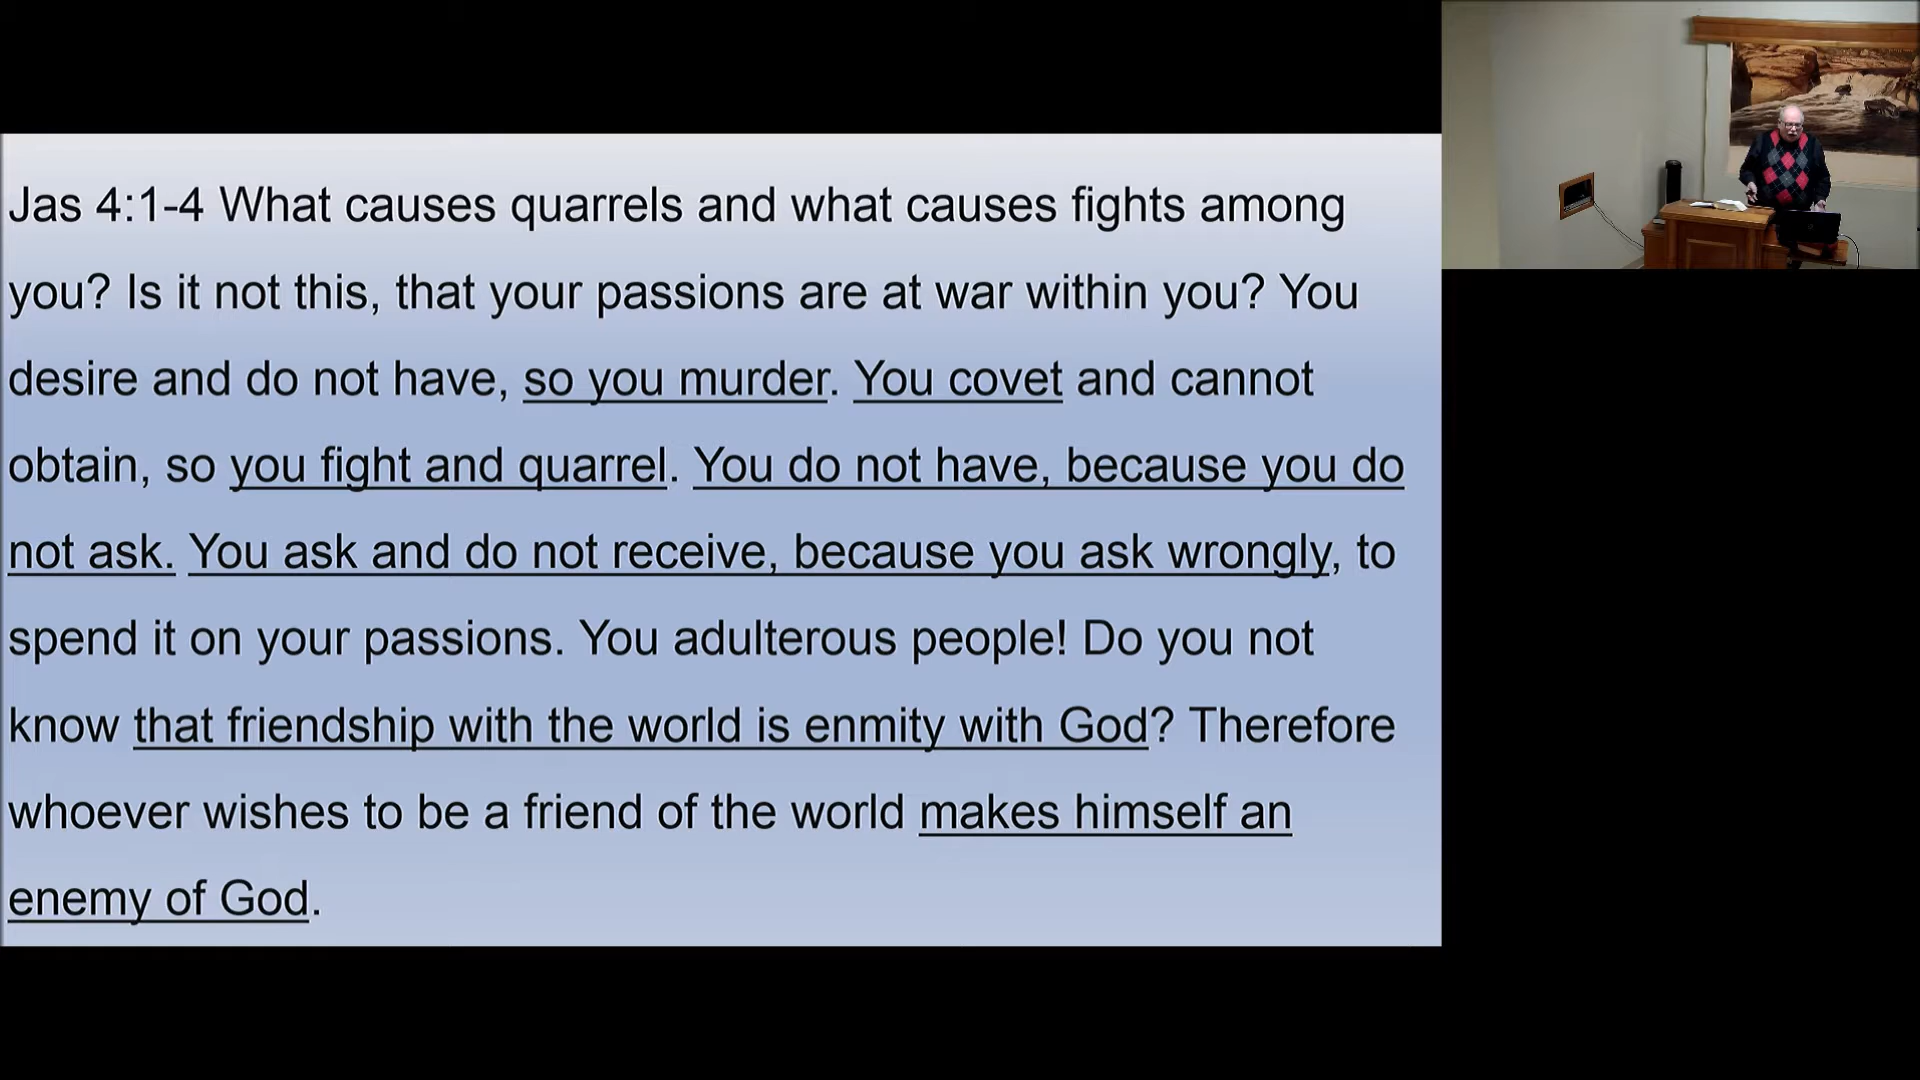 Jas 4:1-4 What causes quarrels and what causes fights among
you? Is it not this, that your passions are at war within you? You
desire and do not have, so you murder. You covet and cannot
obtain, so you fight and quarrel. You do not have, because you do
not ask. You ask and do not receive, because you ask wrongly, to
spend it on your passions. You adulterous people! Do you not
know that friendship with the world is enmity with God? Therefore
whoever wishes to be a friend of the world makes himself an
enemy of God.